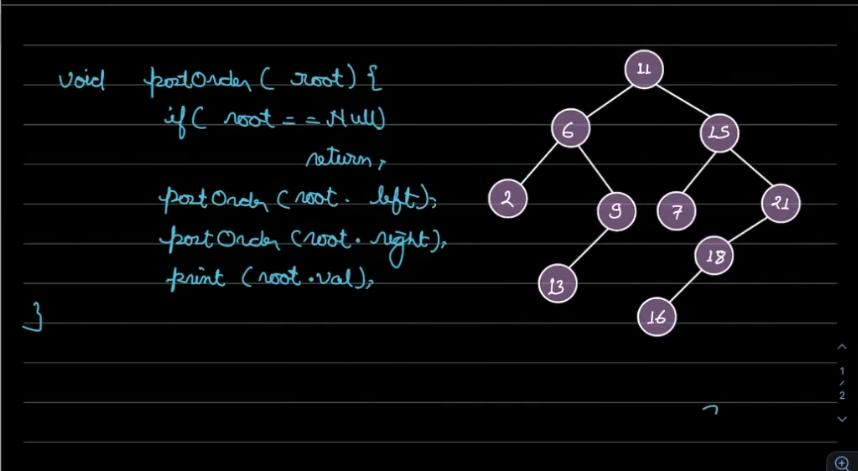 void postOrder ( root) {
if ( root = = Null)
return;
postOrder (root. left);
postOrder (root. right);
print (root.val);
}
11
6
15
2
9
7
21
18
13
16
1
/
2